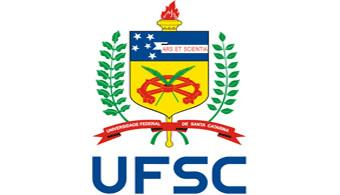 ARS ET SCIENTIA
UNIVERSIDADE FEDERAL DE SANTA CATARINA
UFSC